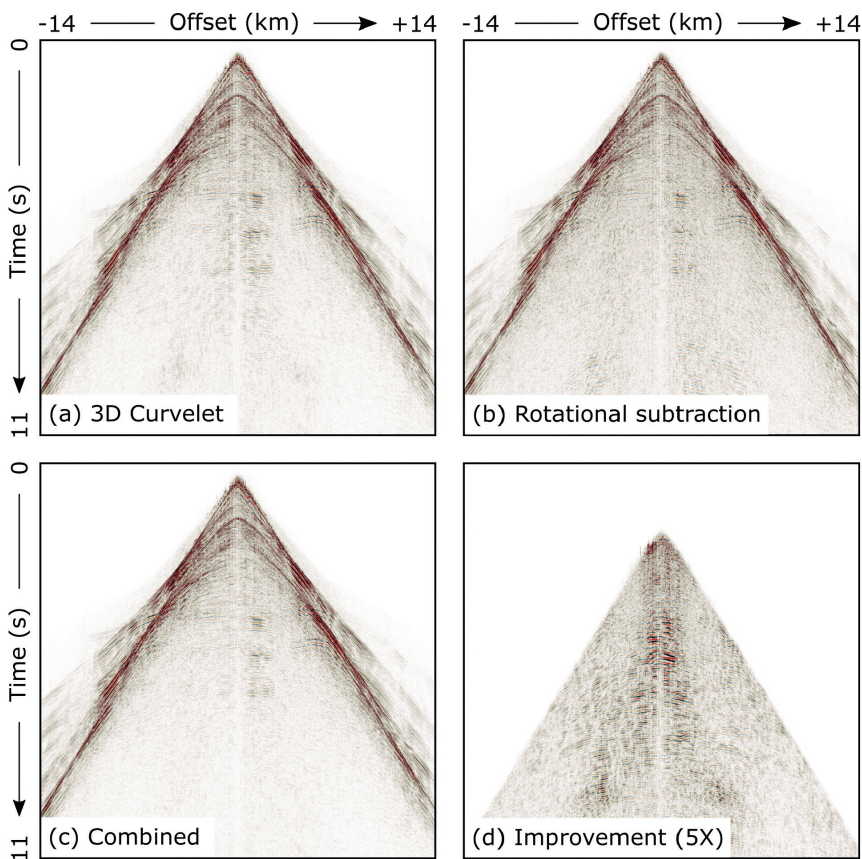 -14 Offset (km) +14
-14 Offset (km) +14
0
Time (s)
11
(a) 3D Curvelet
(b) Rotational subtraction
0
Time (s)
11
(c) Combined
(d) Improvement (5X)